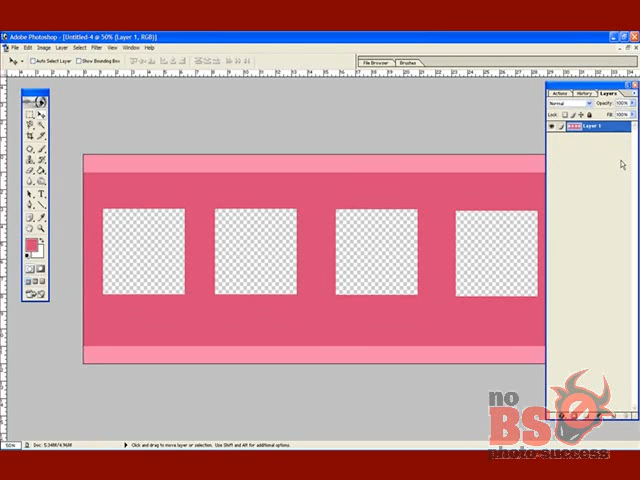 Adobe Photoshop - [Untitled-4 @ 50% (Layer 1, RGB)]
File Edit Image Layer Select Filter View Window Help
Auto Select Layer Show Bounding Box File Browser Brushes
Actions History Layers
Normal Opacity: 100%
Lock: Fill: 100%
Layer 1
50% Doc: Click and drag to move layer or selection. Use Shift and Alt for additional options.
no
BS
photo success